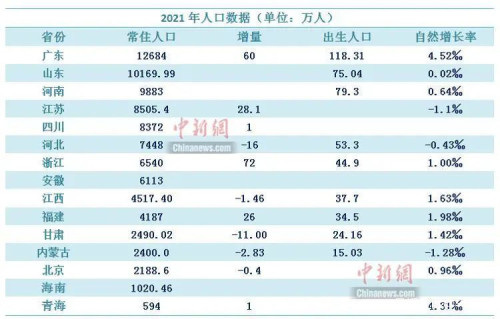 2021年人口数据（单位：万人）
省份 常住人口 增量 出生人口 自然增长率
广东 12684 60 118.31 4.52‰
山东 10169.99 75.04 0.02‰
河南 9883 79.3 0.64‰
江苏 8505.4 28.1 -1.1‰
四川 8372 1
河北 7448 -16 53.3 -0.43‰
浙江 6540 72 44.9 1.00‰
安徽 6113
江西 4517.40 -1.46 37.7 1.63‰
福建 4187 26 34.5 1.98‰
甘肃 2490.02 -11.00 24.16 1.42‰
内蒙古 2400.0 -2.83 15.03 -1.28‰
北京 2188.6 -0.4 0.96‰
海南 1020.46
青海 594 1 4.31‰
中新網
Chinanews.com
中新網
Chinanews.com